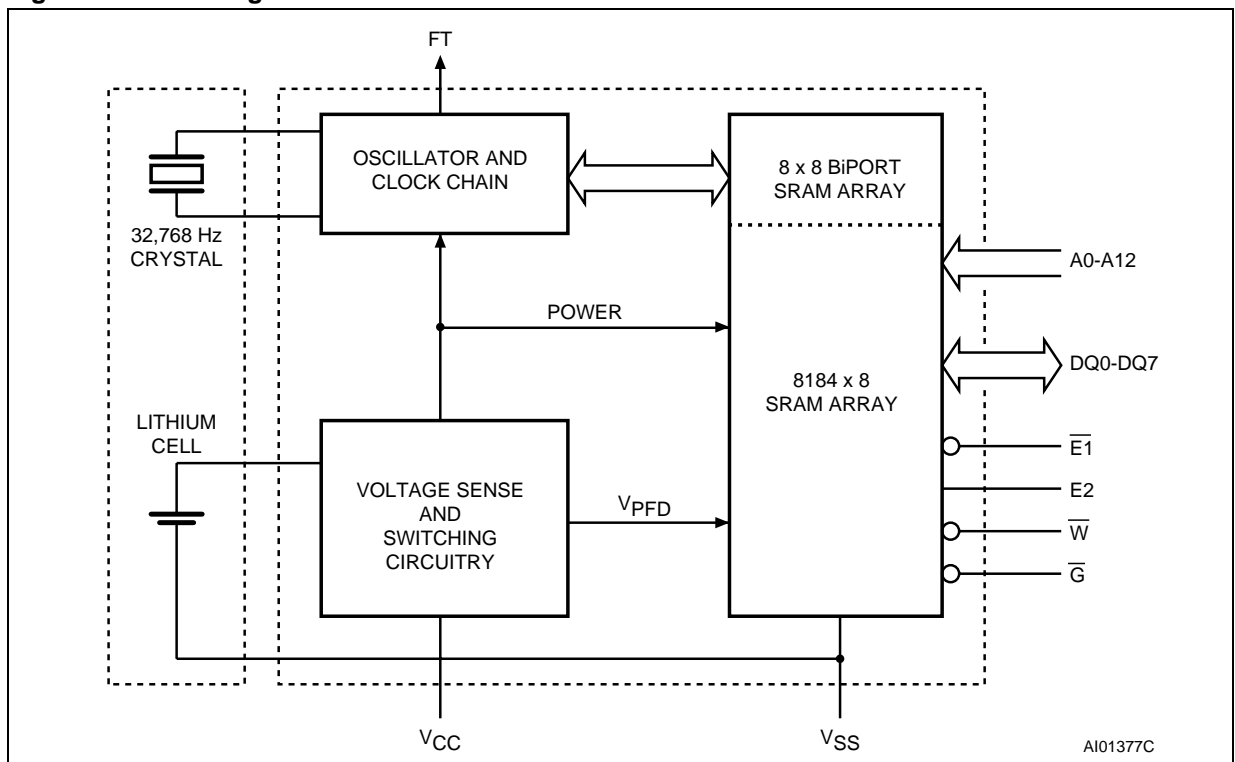 FT
OSCILLATOR AND
CLOCK CHAIN
8 x 8 BiPORT
SRAM ARRAY
32,768 Hz
CRYSTAL
A0-A12
POWER
DQ0-DQ7
8184 x 8
SRAM ARRAY
LITHIUM
CELL
E1
VOLTAGE SENSE
AND
SWITCHING
CIRCUITRY
VPFD
E2
W
G
VCC
VSS
AI01377C